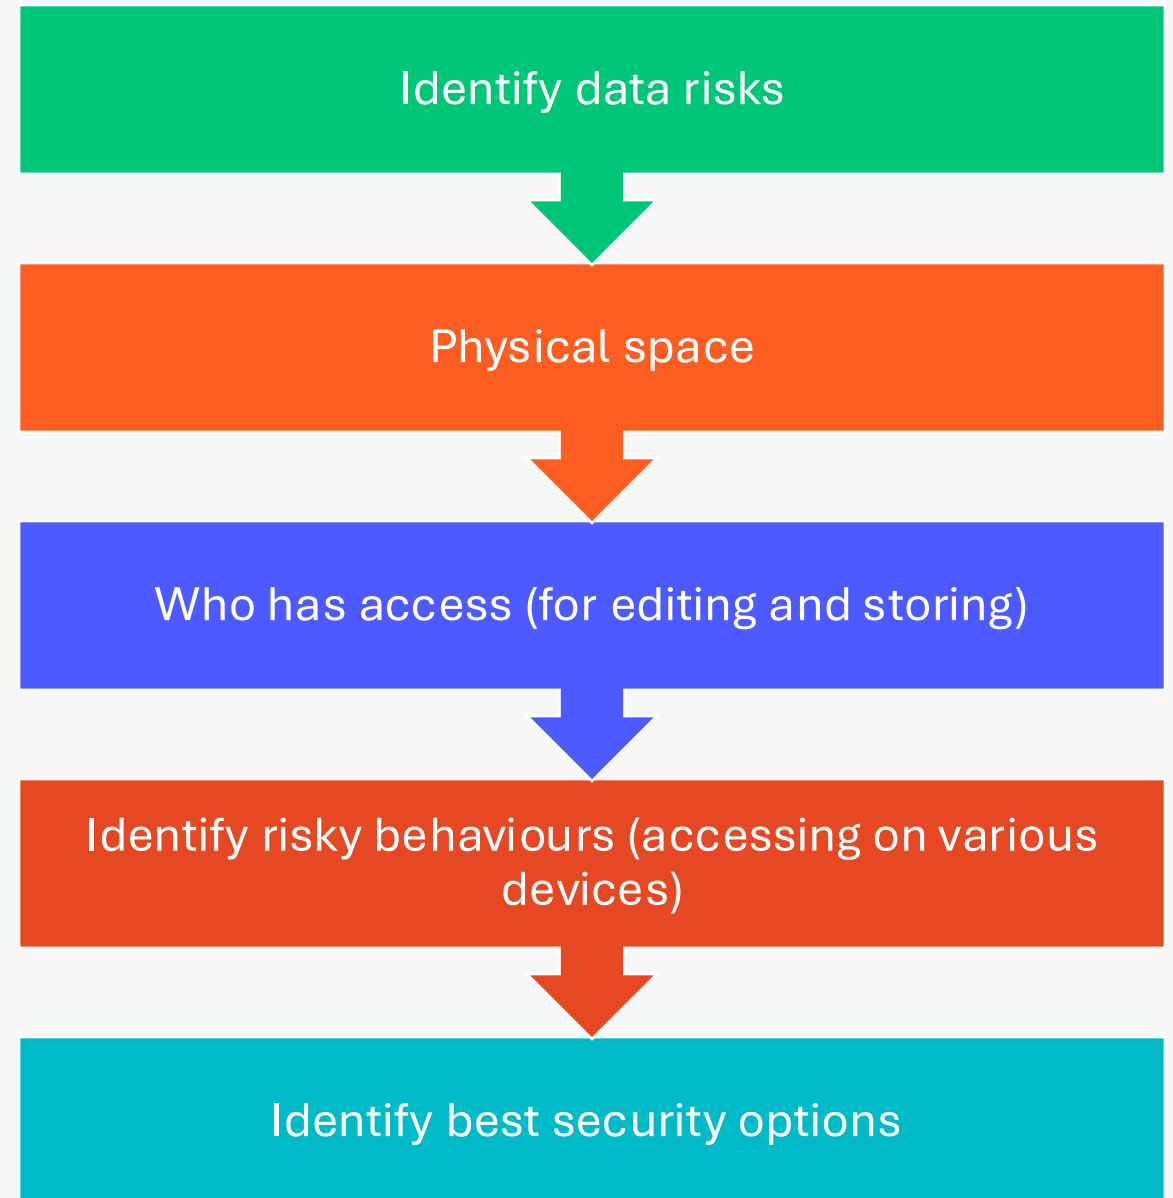 Identify data risks
Physical space
Who has access (for editing and storing)
Identify risky behaviours (accessing on various
devices)
Identify best security options